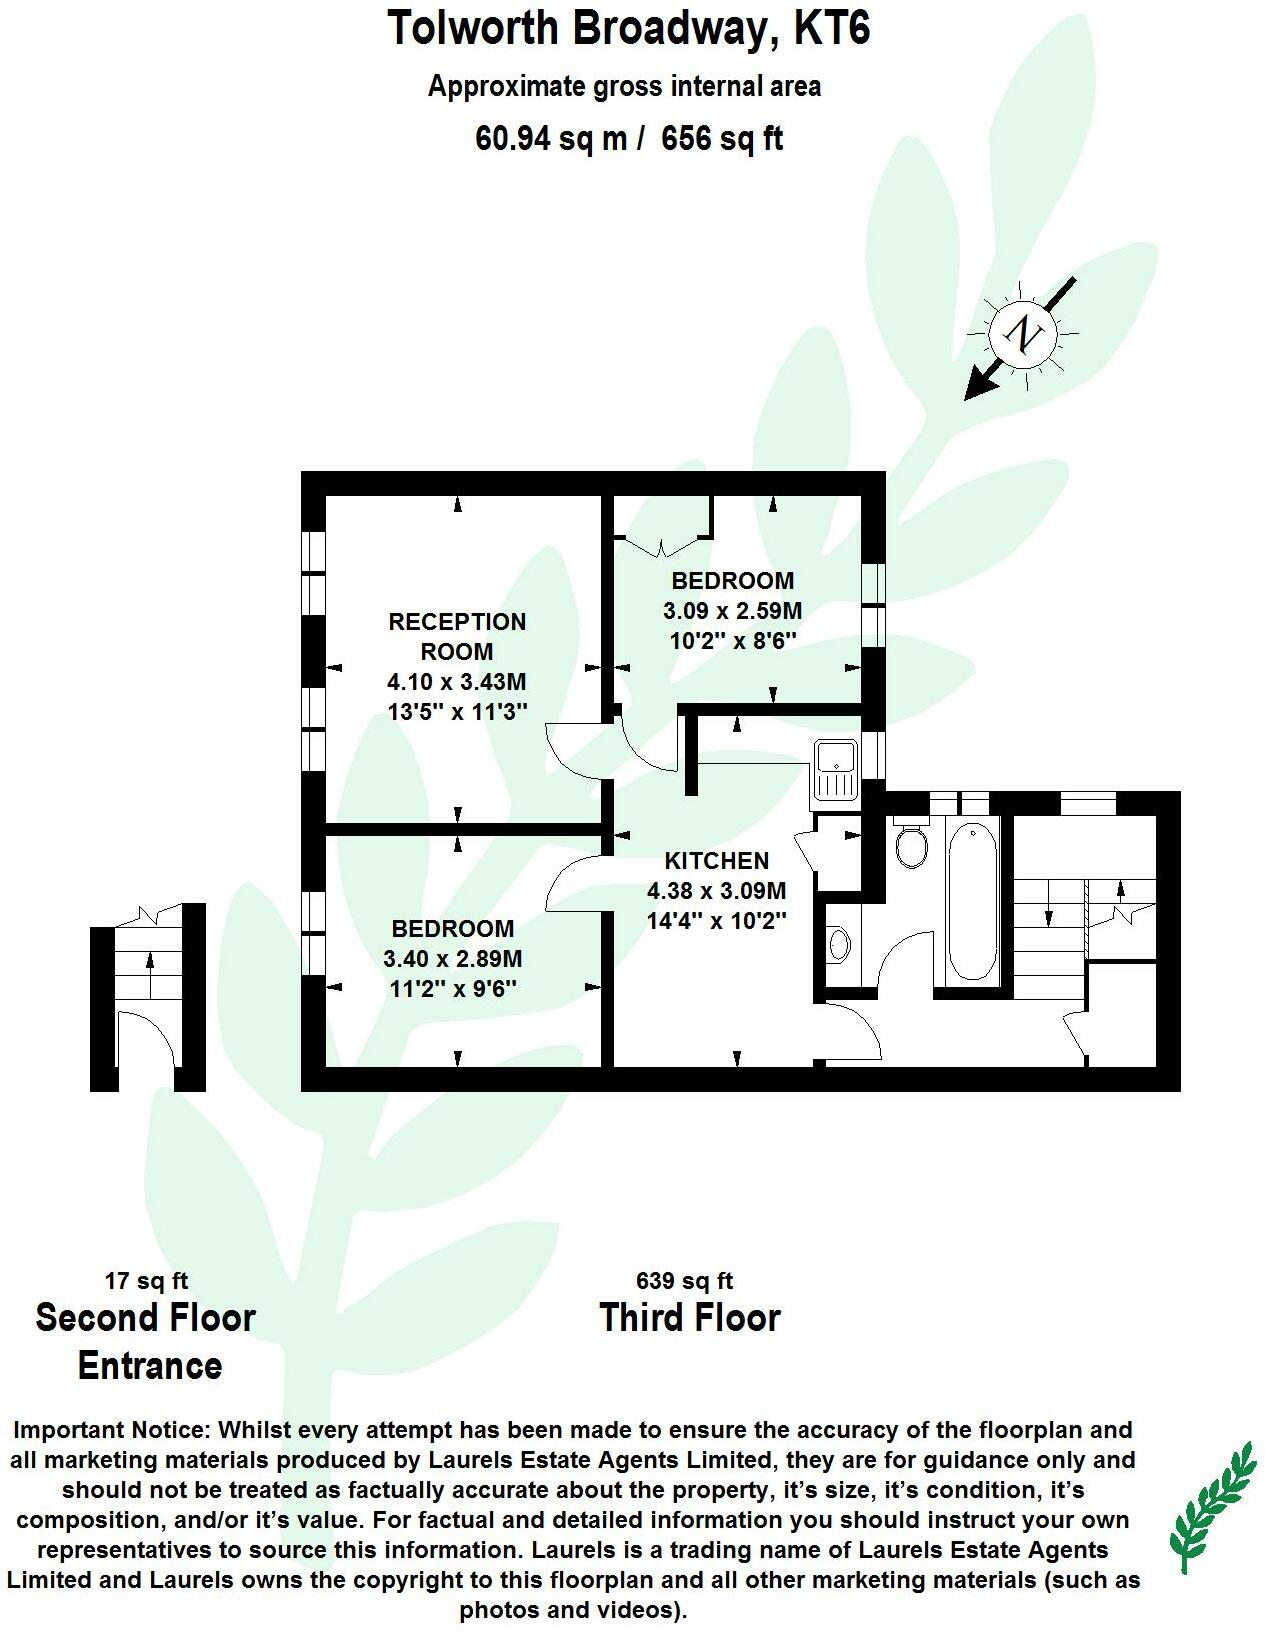 Tolworth Broadway, KT6
Approximate gross internal area
60.94 sq m / 656 sq ft
N
RECEPTION
ROOM
4.10 x 3.43M
13'5" x 11'3"
BEDROOM
3.09 x 2.59M
10'2" x 8'6"
KITCHEN
4.38 x 3.09M
14'4" x 10'2"
BEDROOM
3.40 x 2.89M
11'2" x 9'6"
17 sq ft
Second Floor
Entrance
639 sq ft
Third Floor
Important Notice: Whilst every attempt has been made to ensure the accuracy of the floorplan and
all marketing materials produced by Laurels Estate Agents Limited, they are for guidance only and
should not be treated as factually accurate about the property, it’s size, it’s condition, it’s
composition, and/or it’s value. For factual and detailed information you should instruct your own
representatives to source this information. Laurels is a trading name of Laurels Estate Agents
Limited and Laurels owns the copyright to this floorplan and all other marketing materials (such as
photos and videos).